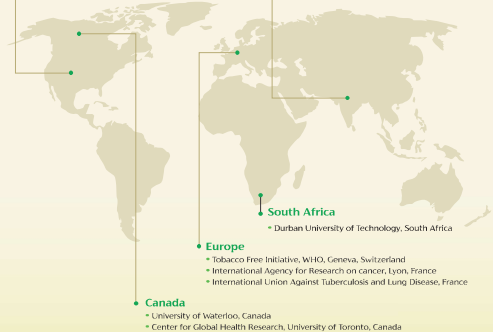 South Africa
Durban University of Technology, South Africa
Europe
Tobacco Free Initiative, WHO, Geneva, Switzerland
International Agency for Research on cancer, Lyon, France
International Union Against Tuberculosis and Lung Disease, France
Canada
University of Waterloo, Canada
Center for Global Health Research, University of Toronto, Canada